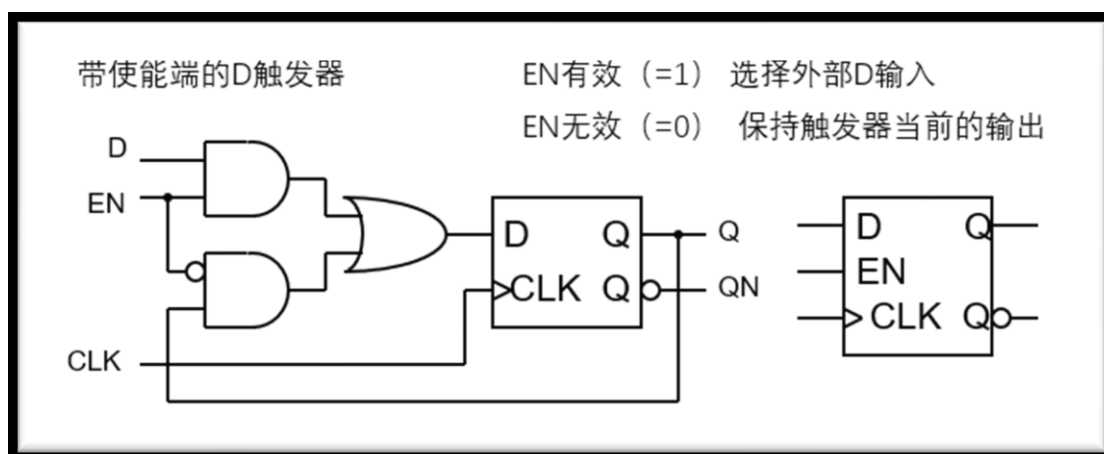 带使能端的D触发器
EN有效（=1） 选择外部D输入
EN无效（=0） 保持触发器当前的输出
D
EN
CLK
D Q
CLK Q
Q
QN
D Q
EN
CLK Q